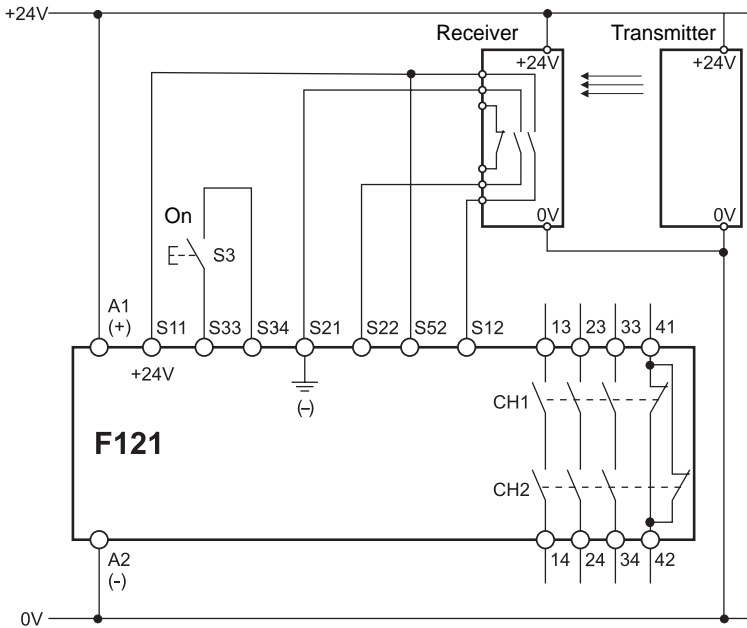 +24V
Receiver Transmitter
+24V +24V
On
S3
0V 0V
A1
(+)
S11 S33 S34 S21 S22 S52 S12 13 23 33 41
+24V
(–)
CH1
F121
CH2
A2
(-)
14 24 34 42
0V